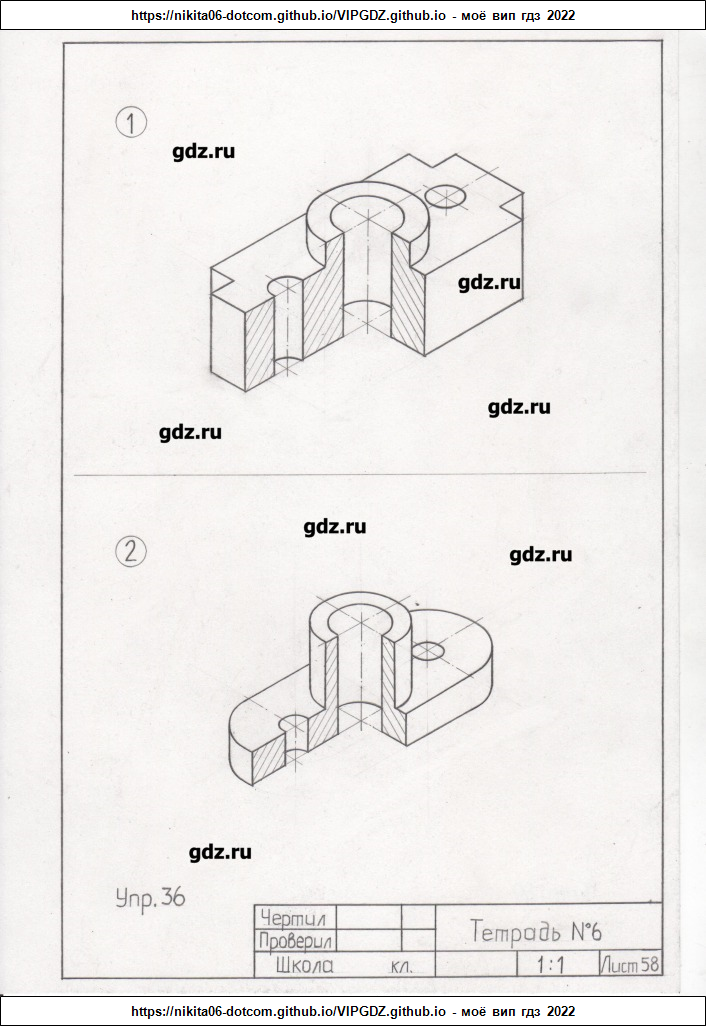 https://nikita06-dotcom.github.io/VIPGDZ.github.io - моё вип гдз 2022
1
gdz.ru
gdz.ru
gdz.ru
gdz.ru
gdz.ru
2
gdz.ru
gdz.ru
Упр. 36
Чертил
Проверил
Тетрадь №6
Школа кл.
1:1
Лист 58
https://nikita06-dotcom.github.io/VIPGDZ.github.io - моё вип гдз 2022